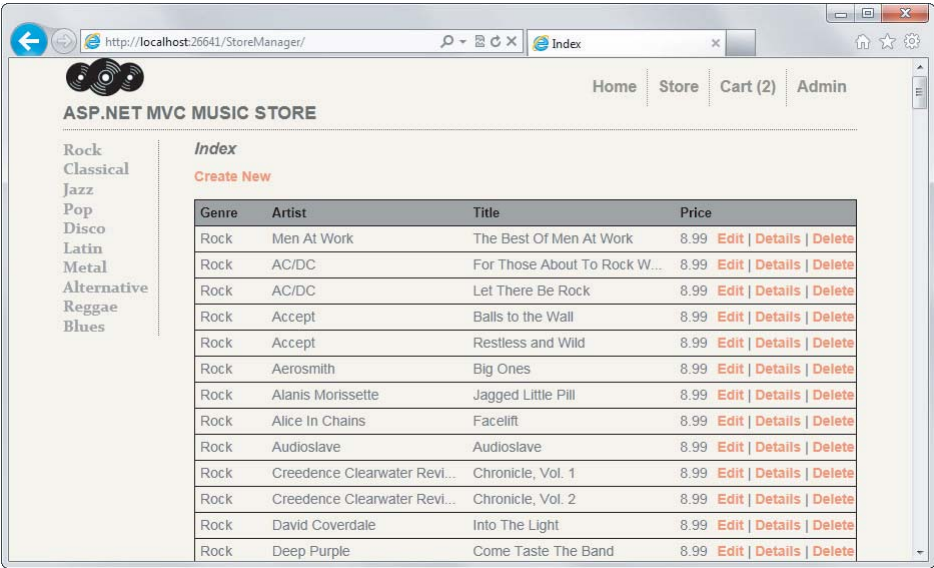 http://localhost:26641/StoreManager/
Index
Home Store Cart (2) Admin
ASP.NET MVC MUSIC STORE
Rock
Classical
Jazz
Pop
Disco
Latin
Metal
Alternative
Reggae
Blues
Index
Create New
Genre Artist Title Price
Rock Men At Work The Best Of Men At Work 8.99 Edit | Details | Delete
Rock AC/DC For Those About To Rock W... 8.99 Edit | Details | Delete
Rock AC/DC Let There Be Rock 8.99 Edit | Details | Delete
Rock Accept Balls to the Wall 8.99 Edit | Details | Delete
Rock Accept Restless and Wild 8.99 Edit | Details | Delete
Rock Aerosmith Big Ones 8.99 Edit | Details | Delete
Rock Alanis Morissette Jagged Little Pill 8.99 Edit | Details | Delete
Rock Alice In Chains Facelift 8.99 Edit | Details | Delete
Rock Audioslave Audioslave 8.99 Edit | Details | Delete
Rock Creedence Clearwater Revi... Chronicle, Vol. 1 8.99 Edit | Details | Delete
Rock Creedence Clearwater Revi... Chronicle, Vol. 2 8.99 Edit | Details | Delete
Rock David Coverdale Into The Light 8.99 Edit | Details | Delete
Rock Deep Purple Come Taste The Band 8.99 Edit | Details | Delete